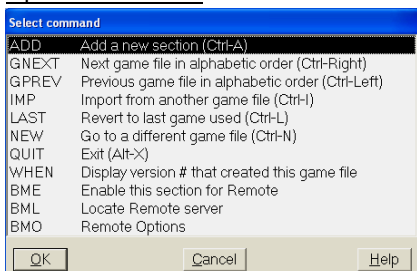 Select command
ADD Add a new section (Ctrl-A)
GNEXT Next game file in alphabetic order (Ctrl-Right)
GPREV Previous game file in alphabetic order (Ctrl-Left)
IMP Import from another game file (Ctrl-I)
LAST Revert to last game used (Ctrl-L)
NEW Go to a different game file (Ctrl-N)
QUIT Exit (Alt-X)
WHEN Display version # that created this game file
BME Enable this section for Remote
BML Locate Remote server
BMO Remote Options
OK Cancel Help